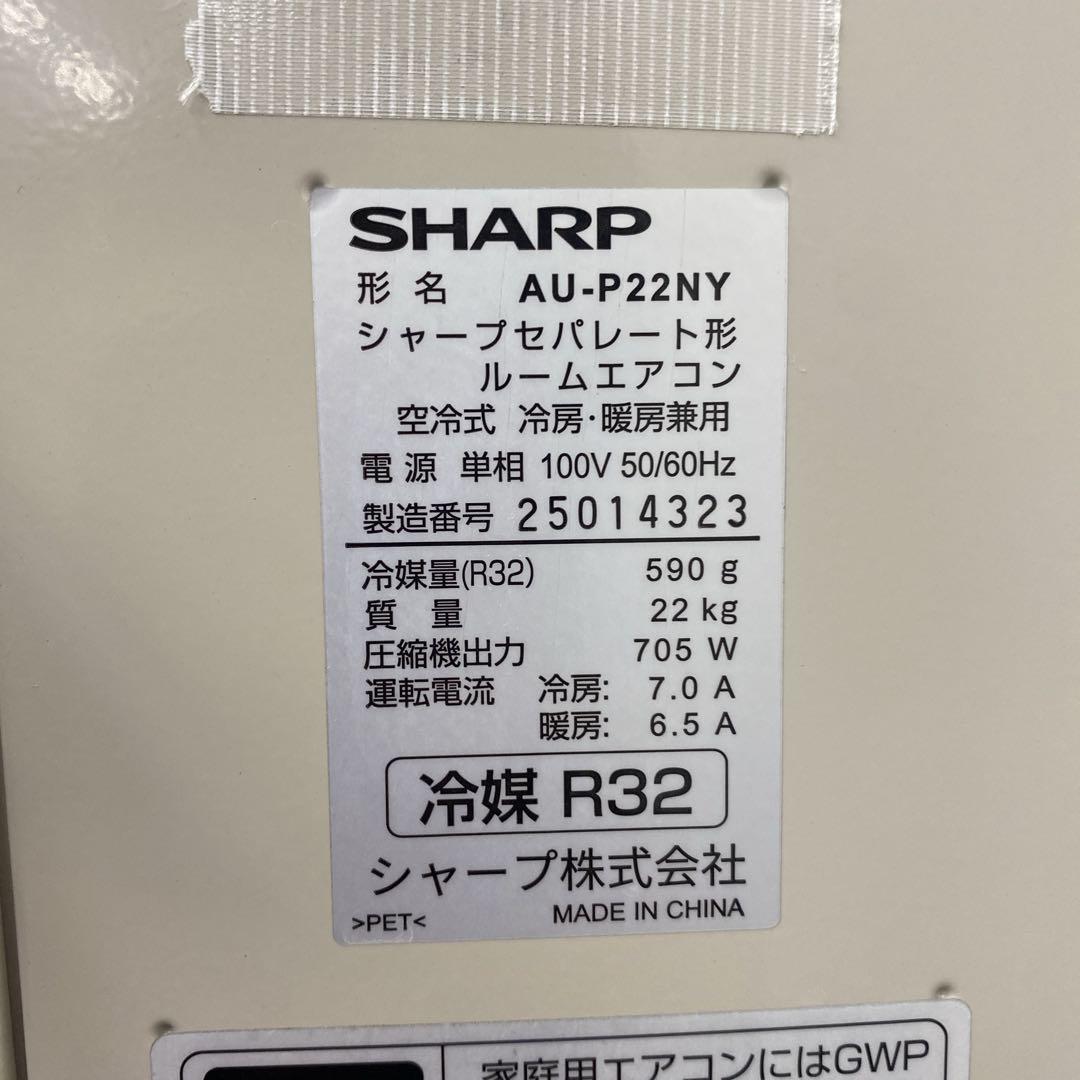 SHARP
形名 AU-P22NY
シャープセパレート形
ルームエアコン
空冷式 冷房・暖房兼用
電源 単相 100V 50/60Hz
製造番号 25014323
冷媒量(R32) 590 g
質量 22 kg
圧縮機出力 705 W
運転電流 冷房: 7.0 A
暖房: 6.5 A
冷媒 R32
シャープ株式会社
>PET< MADE IN CHINA
家庭用エアコンにはGWP